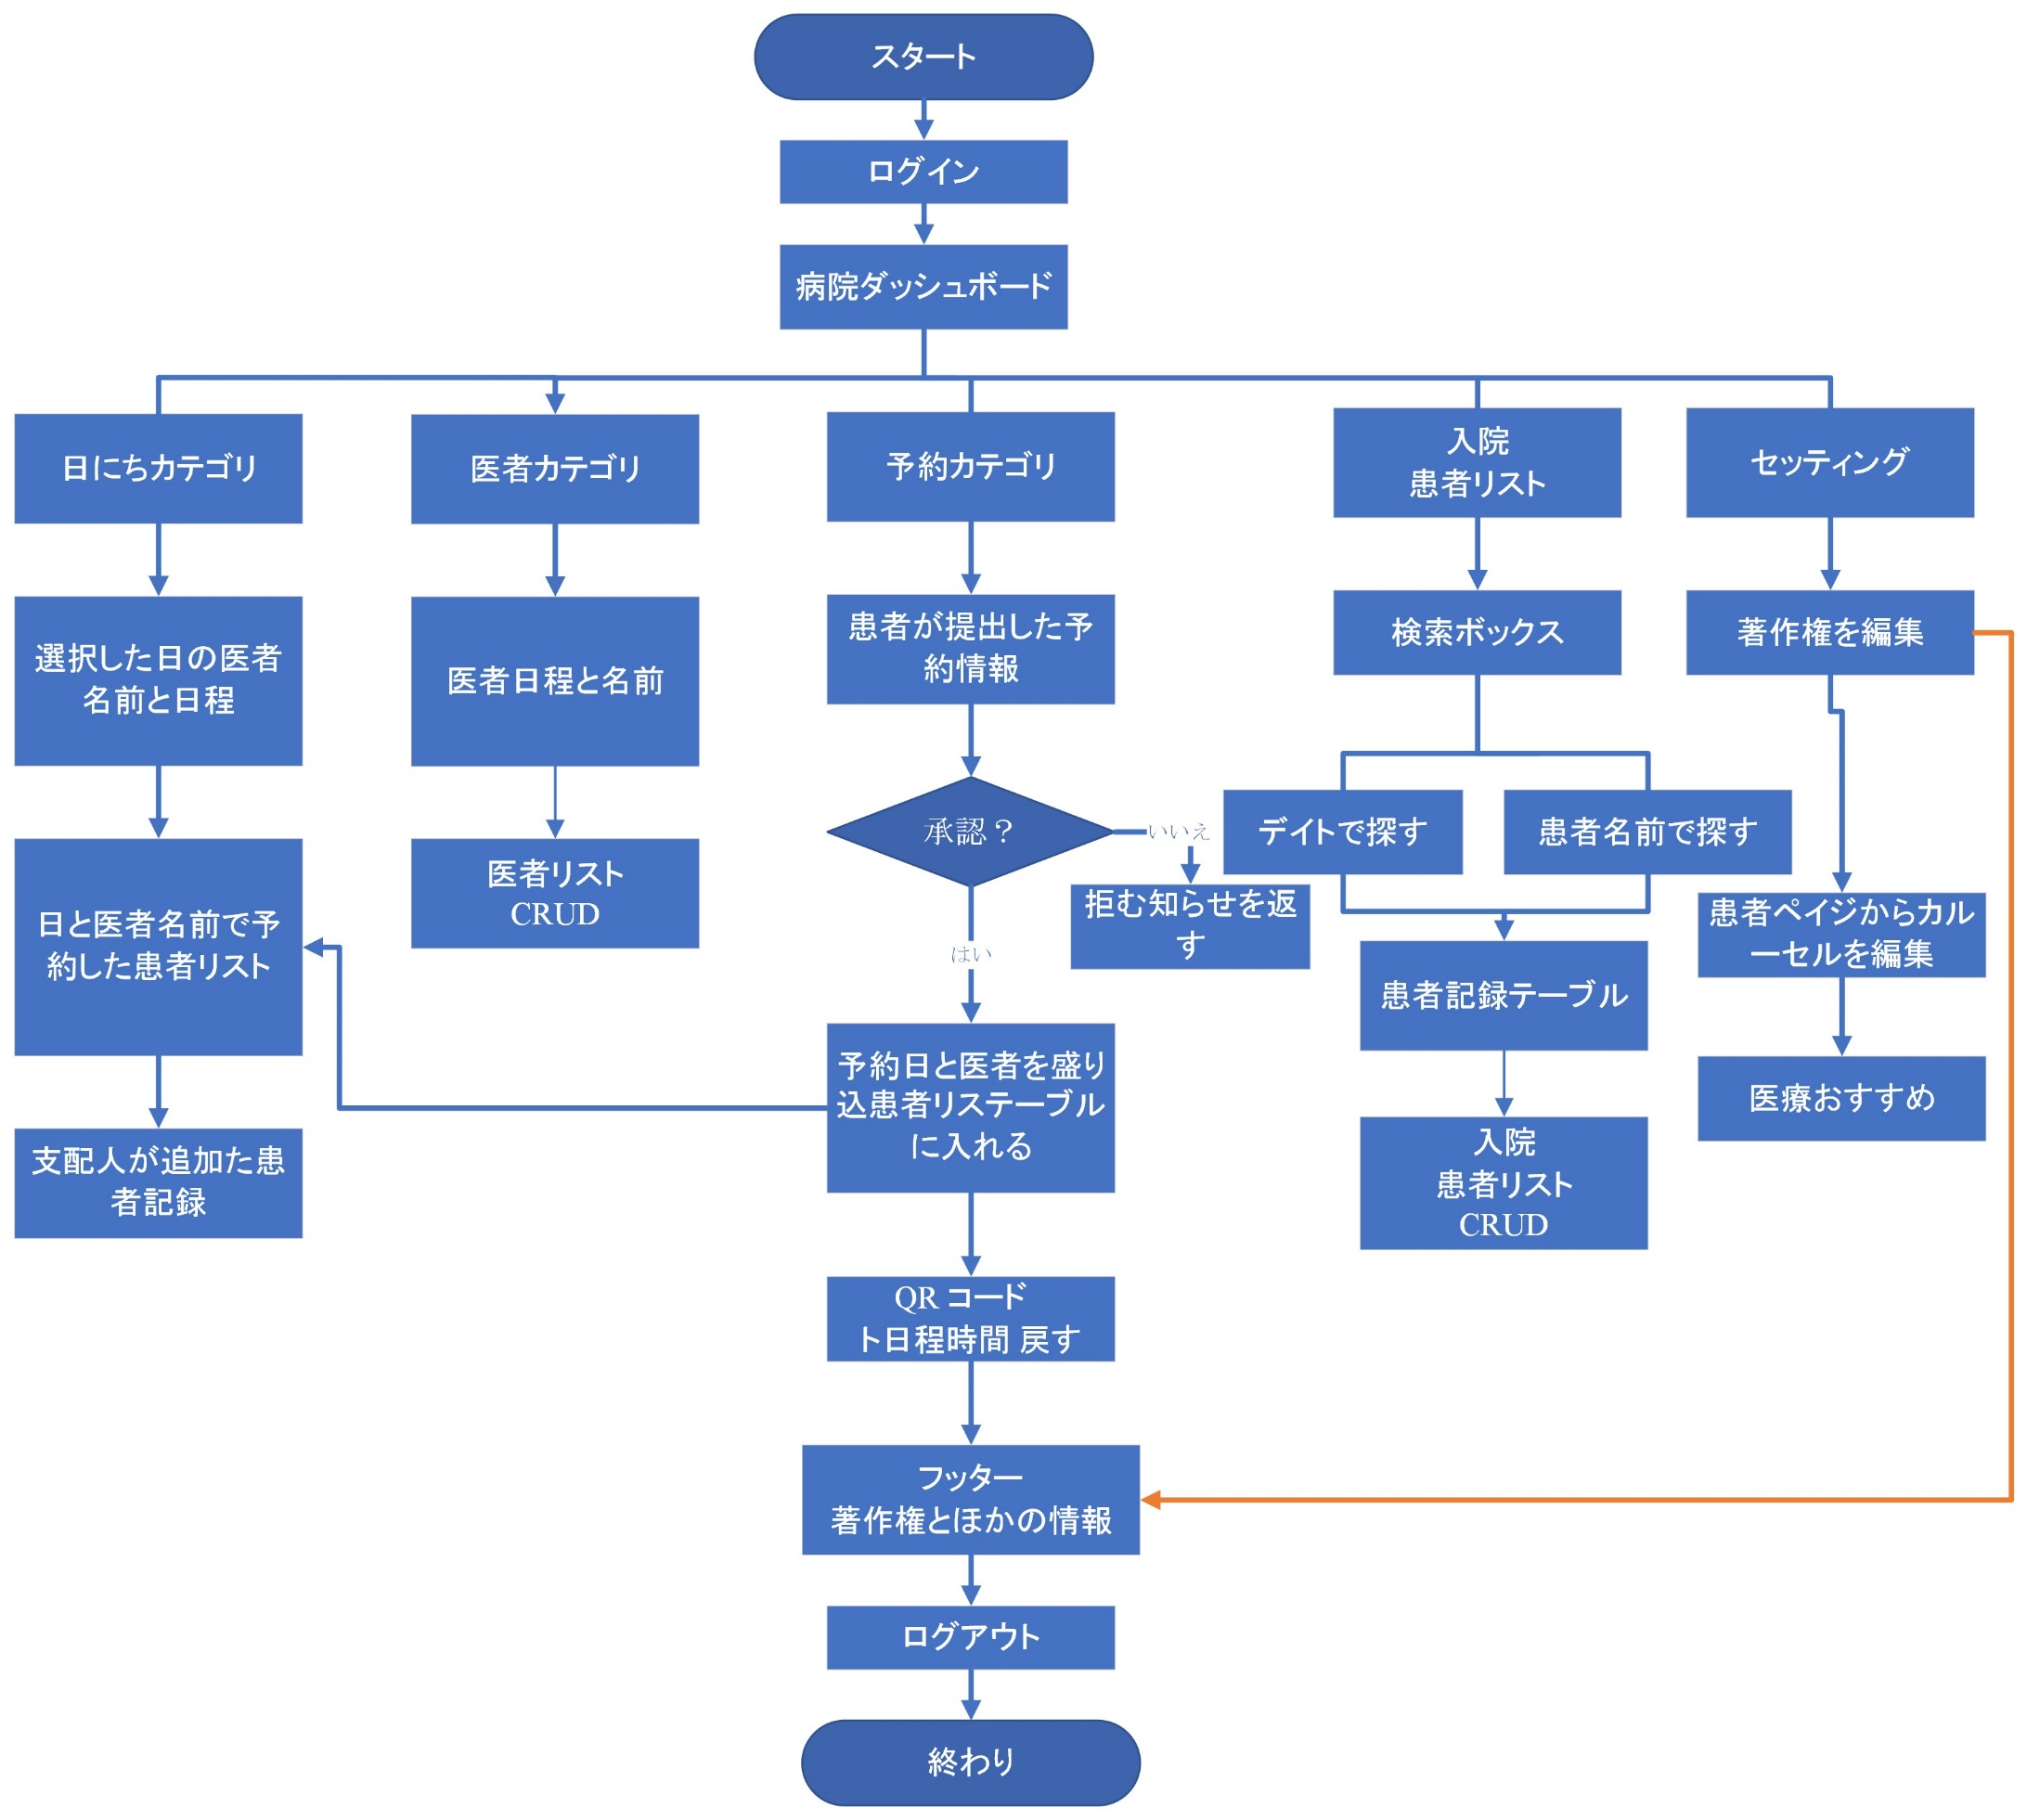 スタート
ログイン
病院ダッシュボード
日にちカテゴリ
医者カテゴリ
予約カテゴリ
入院
患者リスト
セッティング
選択した日の医者
名前と日程
医者日程と名前
患者が提出した予
約情報
検索ボックス
著作権を編集
承認？
いいえ
はい
デイトで探す
患者名前で探す
日と医者名前で予
約した患者リスト
医者リスト
CRUD
拒む知らせを返
す
患者記録テーブル
患者ペイジからカル
ーセルを編集
予約日と医者を盛り
込患者リステーブル
に入れる
支配人が追加た患
者記録
入院
患者リスト
CRUD
医療おすすめ
QR コード
ト日程時間 戻す
フッター
著作権とほかの情報
ログアウト
終わり